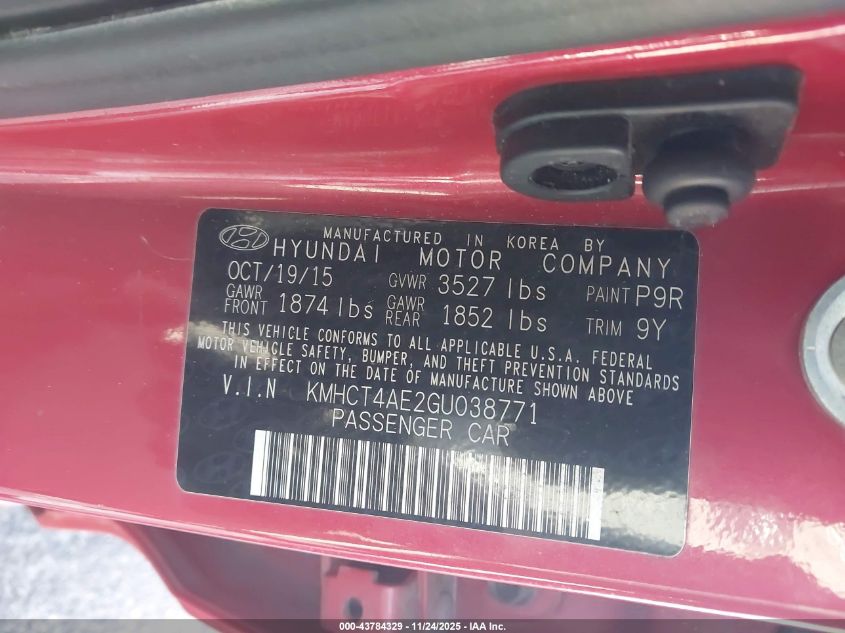 MANUFACTURED IN KOREA BY
HYUNDAI MOTOR COMPANY
OCT/19/15 GVWR 3527 lbs PAINT P9R
GAWR FRONT 1874 lbs GAWR REAR 1852 lbs TRIM 9Y
THIS VEHICLE CONFORMS TO ALL APPLICABLE U.S.A. FEDERAL
MOTOR VEHICLE SAFETY, BUMPER, AND THEFT PREVENTION STANDARDS
IN EFFECT ON THE DATE OF MANUFACTURE SHOWN ABOVE
V.I.N KMHCT4AE2GU038771
PASSENGER CAR
000-43784329 - 11/24/2025 - © IAA Inc.